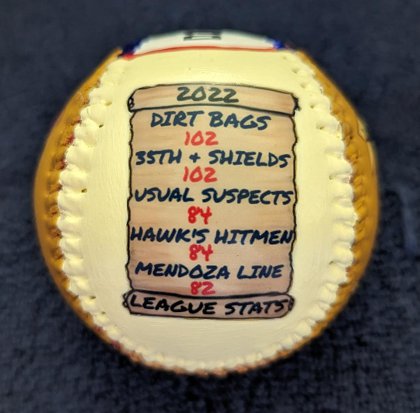 2022
DIRT BAGS
102
35TH + SHIELDS
102
USUAL SUSPECTS
84
HAWK'S HITMEN
84
MENDOZA LINE
82
LEAGUE STATS